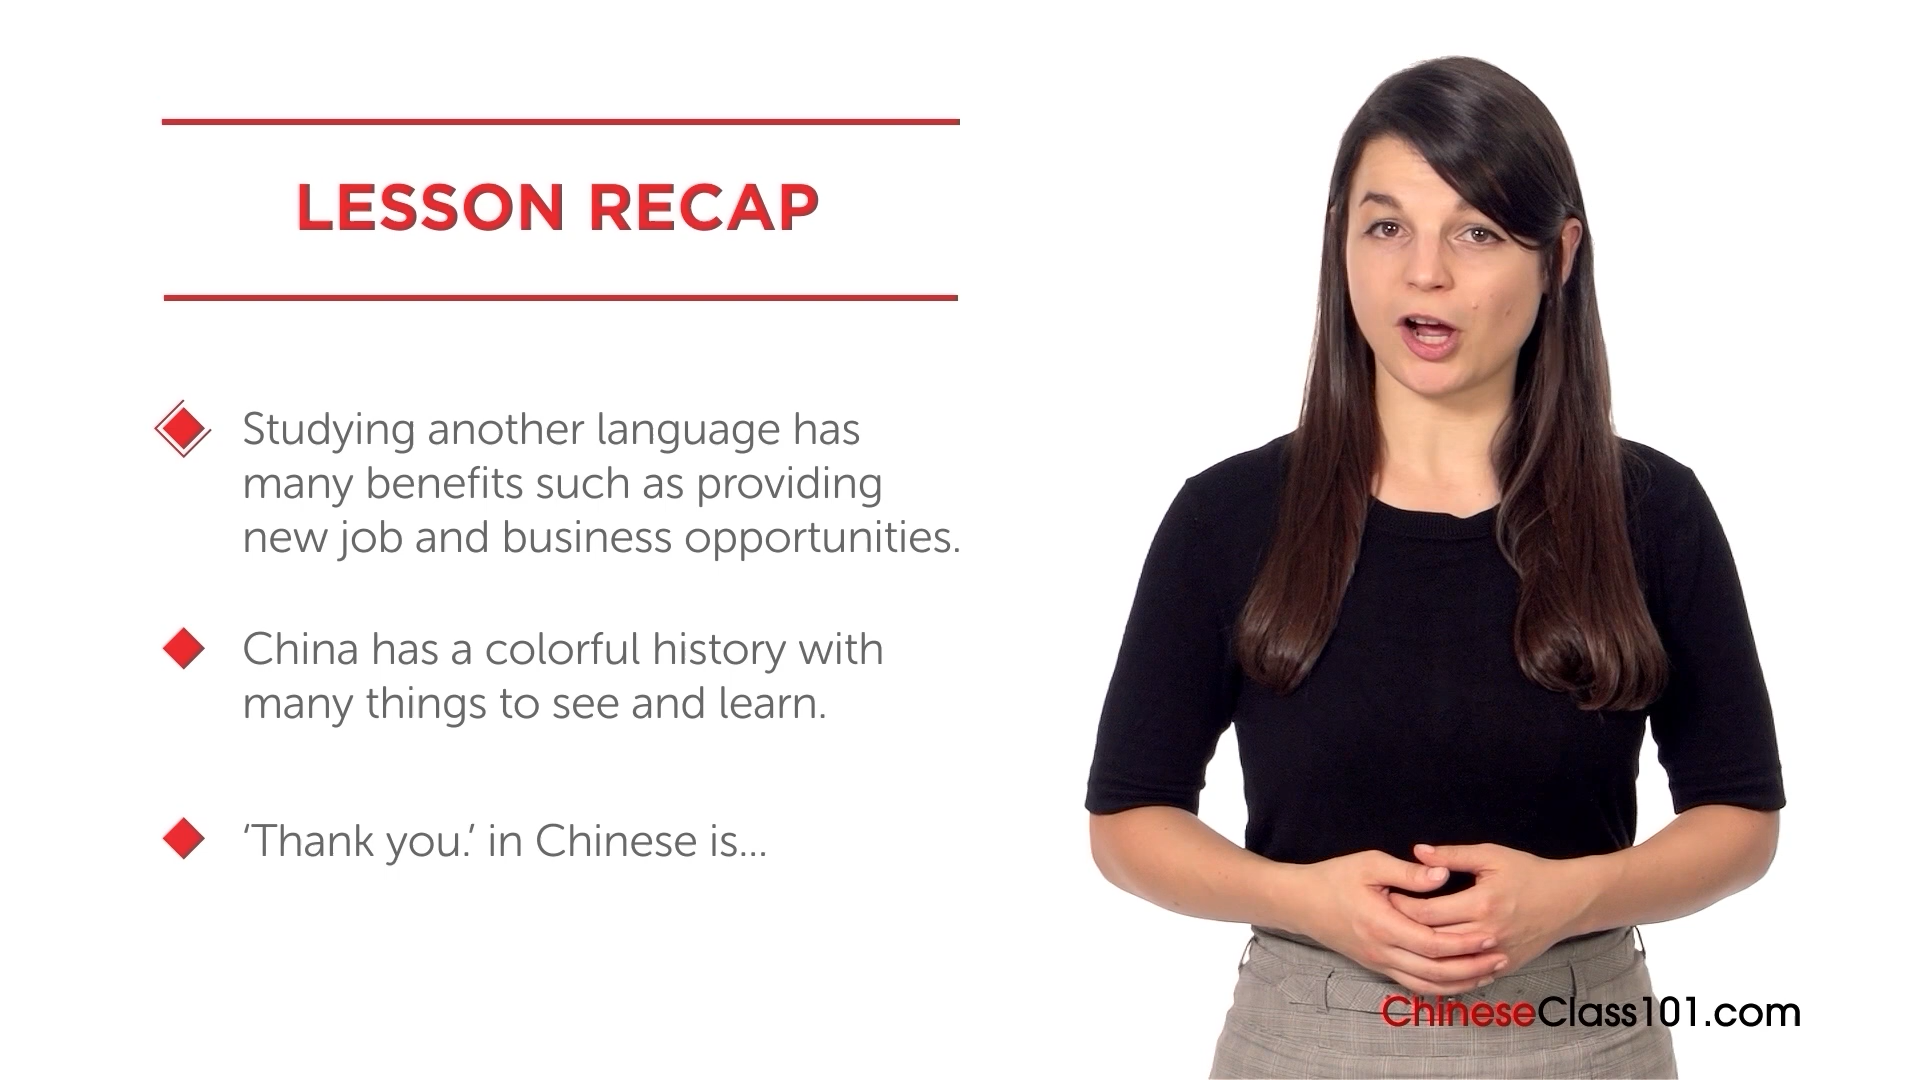 LESSON RECAP
Studying another language has
many benefits such as providing
new job and business opportunities.
China has a colorful history with
many things to see and learn.
‘Thank you.’ in Chinese is...
ChineseClass101.com